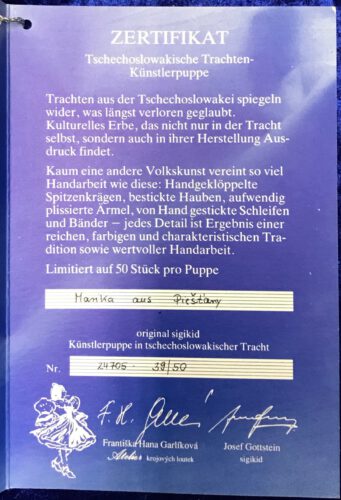 ZERTIFIKAT
Tschechoslowakische Trachten-
Künstlerpuppe
Trachten aus der Tschechoslowakei spiegeln
wider, was längst verloren geglaubt.
Kulturelles Erbe, das nicht nur in der Tracht
selbst, sondern auch in ihrer Herstellung Aus-
druck findet.
Kaum eine andere Volkskunst vereint so viel
Handarbeit wie diese: Handgeklöppelte
Spitzenkrägen, bestickte Hauben, aufwendig
plissierte Ärmel, von Hand gestickte Schleifen
und Bänder – jedes Detail ist Ergebnis einer
reichen, farbigen und charakteristischen Tra-
dition sowie wertvoller Handarbeit.
Limitiert auf 50 Stück pro Puppe
Manka aus Piešťany
original sigikid
Künstlerpuppe in tschechoslowakischer Tracht
Nr. 24705 - 39/50
Františka Hana Garlíková Josef Gottstein
Atelier krojových loutek sigikid